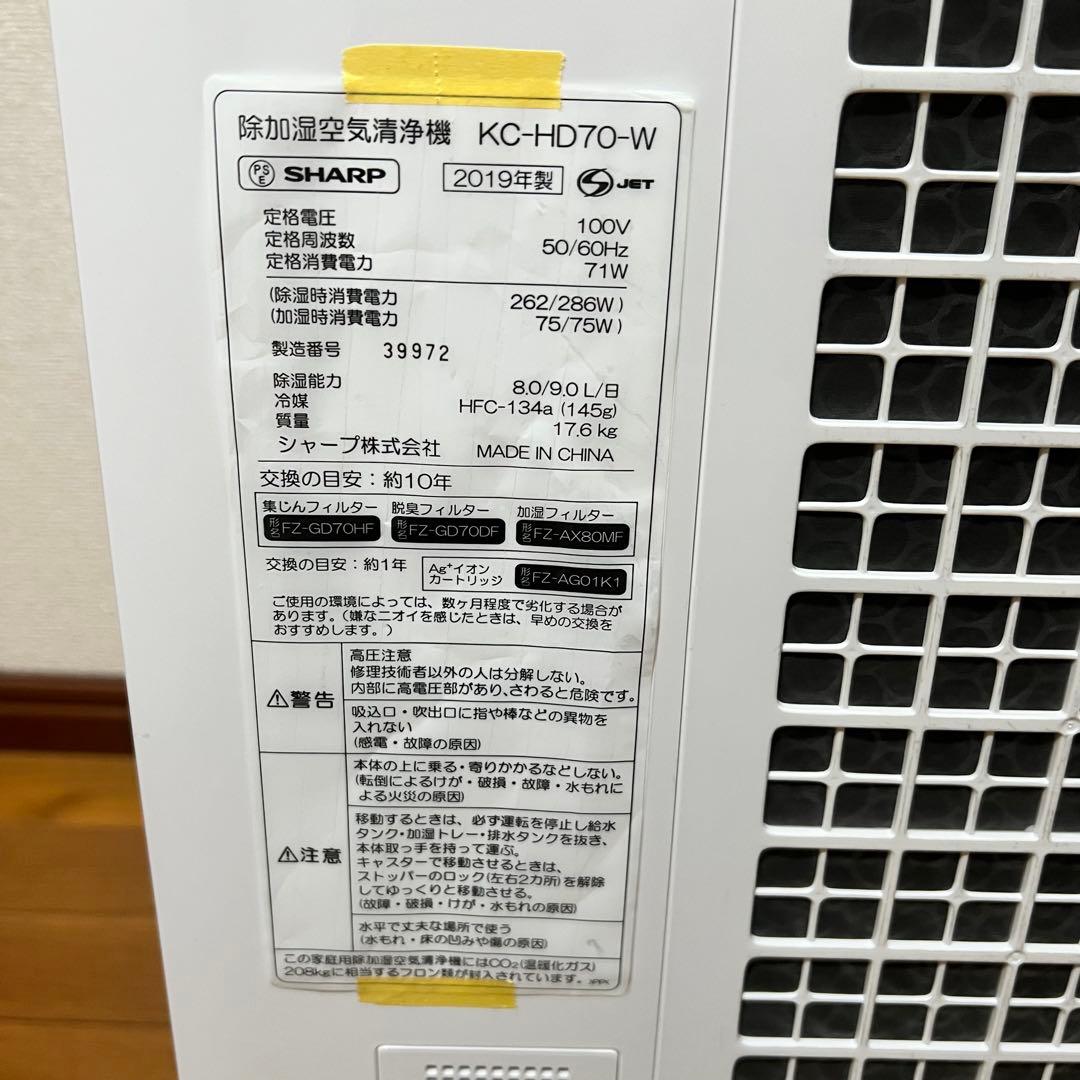 除加湿空気清浄機 KC-HD70-W
PSE SHARP 2019年製 S JET
定格電圧 100V
定格周波数 50/60Hz
定格消費電力 71W
(除湿時消費電力 262/286W)
(加湿時消費電力 75/75W)
製造番号 39972
除湿能力 8.0/9.0 L/日
冷媒 HFC-134a (145g)
質量 17.6 kg
シャープ株式会社 MADE IN CHINA
交換の目安：約10年
集じんフィルター 脱臭フィルター 加湿フィルター
形名 FZ-GD70HF 形名 FZ-GD70DF 形名 FZ-AX80MF
交換の目安：約1年 Ag⁺イオンカートリッジ 形名 FZ-AG01K1
ご使用の環境によっては、数ヶ月程度で劣化する場合が
あります。（嫌なニオイを感じたときは、早めの交換を
おすすめします。）
⚠警告
高圧注意
修理技術者以外の人は分解しない。
内部に高電圧部があり、さわると危険です。
吸込口・吹出口に指や棒などの異物を
入れない
(感電・故障の原因)
⚠注意
本体の上に乗る・寄りかかるなどしない。
(転倒によるけが・破損・故障・水もれに
よる火災の原因)
移動するときは、必ず運転を停止し給水
タンク・加湿トレー・排水タンクを抜き、
本体取っ手を持って運ぶ。
キャスターで移動させるときは、
ストッパーのロック(左右2カ所)を解除
してゆっくりと移動させる。
(故障・破損・けが・水もれの原因)
水平で丈夫な場所で使う
(水もれ・床の凹みや傷の原因)
この家庭用除加湿空気清浄機にはCO₂(温暖化ガス)
208kgに相当するフロン類が封入されています。